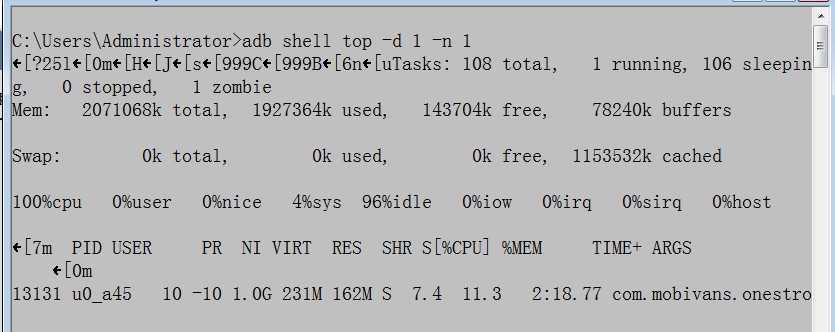 C:\Users\Administrator>adb shell top -d 1 -n 1
←[?25l←[0m←[H←[J←[s←[999C←[999B←[6n←[uTasks: 108 total,   1 running, 106 sleepin
g,   0 stopped,   1 zombie
Mem:   2071068k total,  1927364k used,   143704k free,    78240k buffers
Swap:        0k total,        0k used,        0k free,  1153532k cached
100%cpu   0%user   0%nice   4%sys  96%idle   0%iow   0%irq   0%sirq   0%host
←[7m  PID USER     PR  NI VIRT  RES  SHR S[%CPU] %MEM     TIME+ ARGS
←[0m
13131 u0_a45   10 -10 1.0G 231M 162M S  7.4  11.3   2:18.77 com.mobivans.onestro